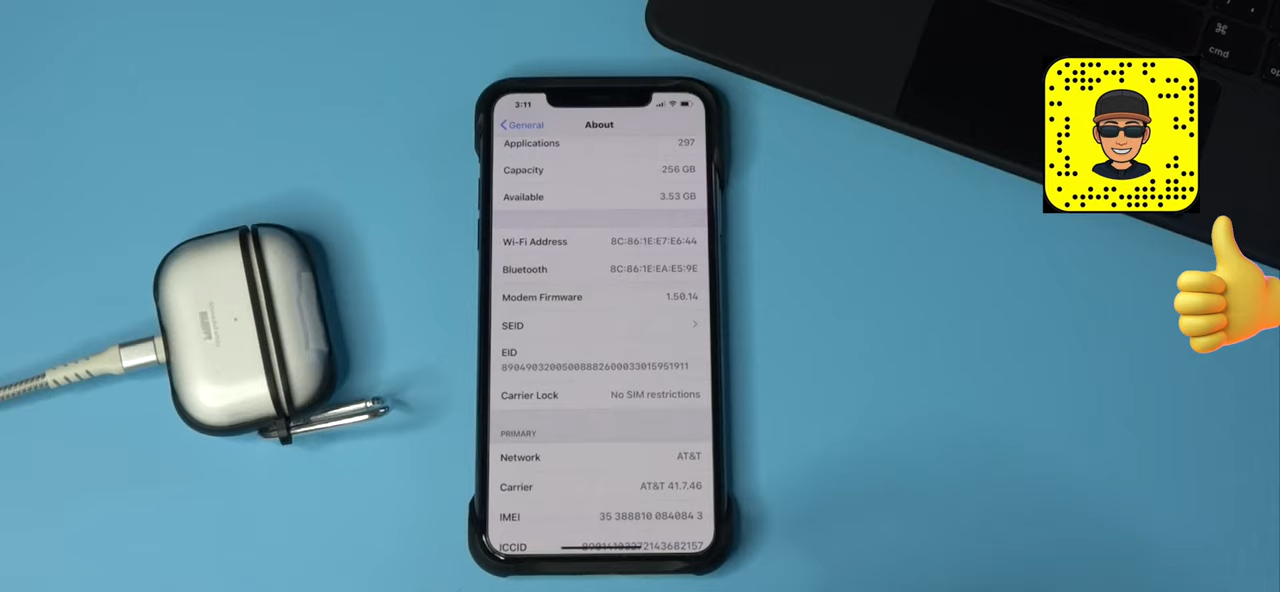 3:11
General
About
Applications 297
Capacity 256 GB
Available 3.53 GB
Wi-Fi Address 8C:86:1E:E7:E6:44
Bluetooth 8C:86:1E:EA:E5:9E
Modem Firmware 1.50.14
SEID
EID
89049032005008882600033015951911
Carrier Lock No SIM restrictions
PRIMARY
Network AT&T
Carrier AT&T 41.7.46
IMEI 35 388810 084084 3
ICCID
⌘
cmd